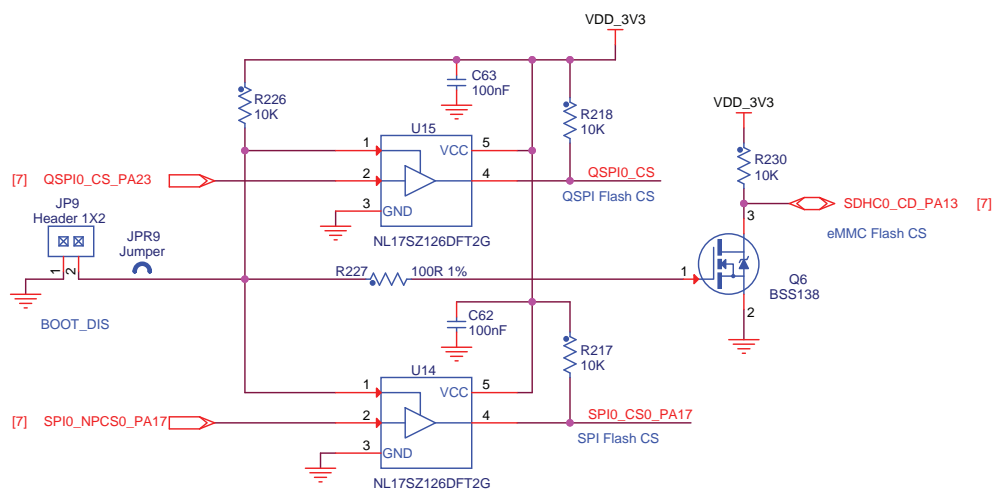 VDD_3V3
C63
100nF
R226
10K
R218
10K
VDD_3V3
U15
1
VCC
5
R230
10K
[7]
QSPI0_CS_PA23
2
4
QSPI0_CS
QSPI Flash CS
3
GND
3
SDHC0_CD_PA13
[7]
eMMC Flash CS
JP9
Header 1X2
JPR9
Jumper
NL17SZ126DFT2G
1
2
R227
100R 1%
1
Q6
BSS138
BOOT_DIS
C62
100nF
2
R217
10K
U14
1
VCC
5
[7]
SPI0_NPCS0_PA17
2
4
SPI0_CS0_PA17
SPI Flash CS
3
GND
NL17SZ126DFT2G